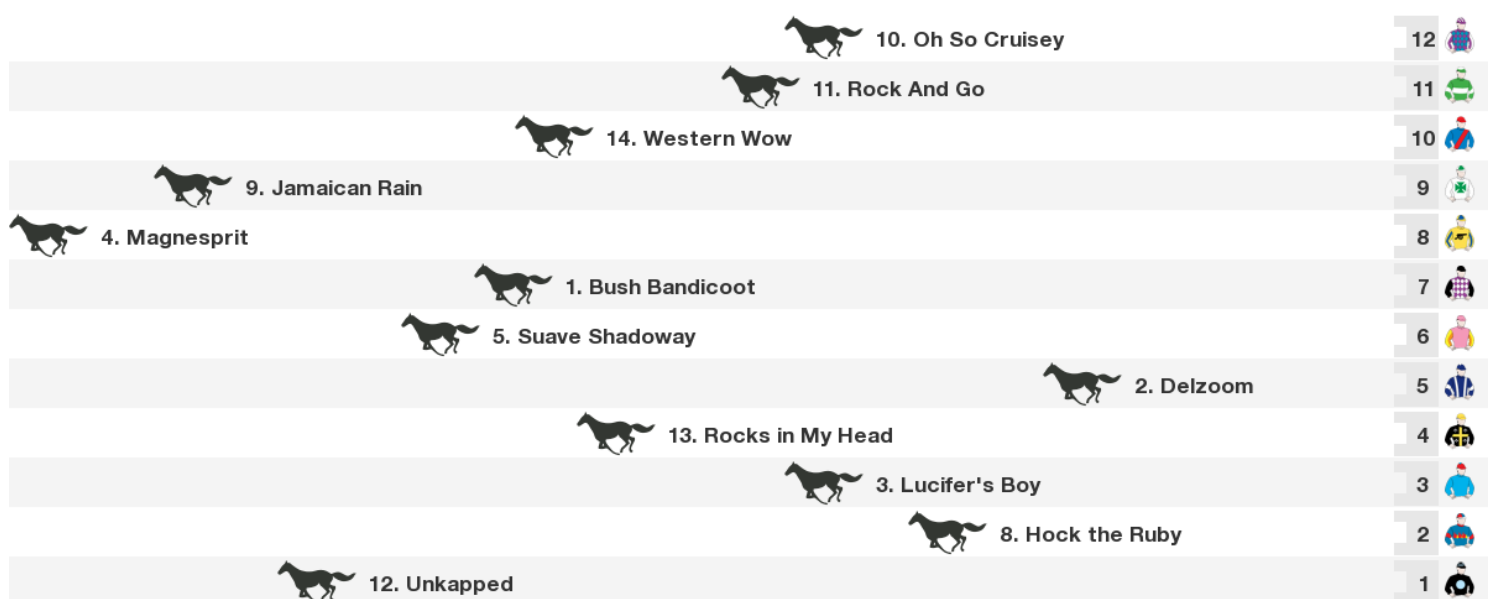 10. Oh So Cruisey 12
11. Rock And Go 11
14. Western Wow 10
9. Jamaican Rain 9
4. Magnesprit 8
1. Bush Bandicoot 7
5. Suave Shadoway 6
2. Delzoom 5
13. Rocks in My Head 4
3. Lucifer's Boy 3
8. Hock the Ruby 2
12. Unkapped 1